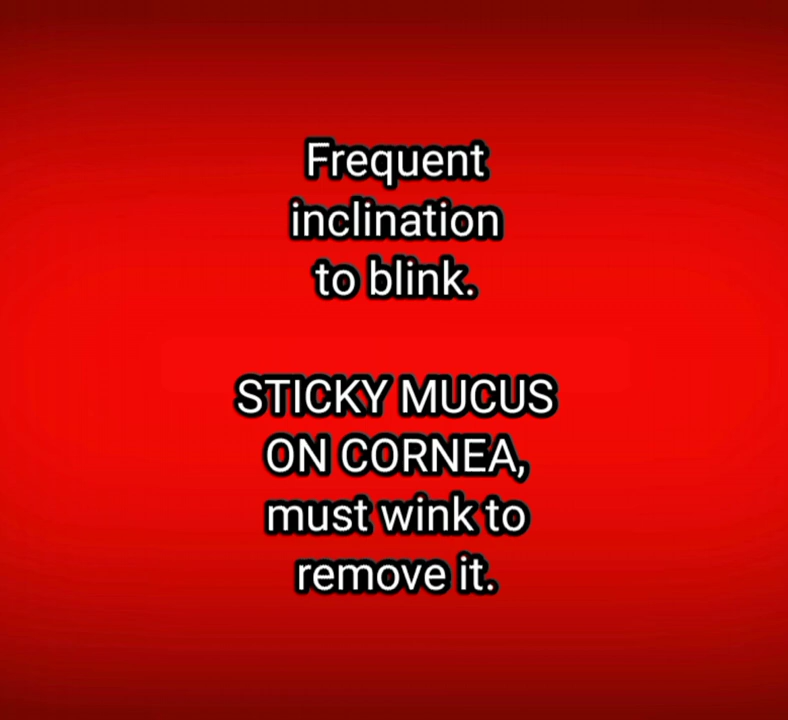 Frequent
inclination
to blink.
STICKY MUCUS
ON CORNEA,
must wink to
remove it.